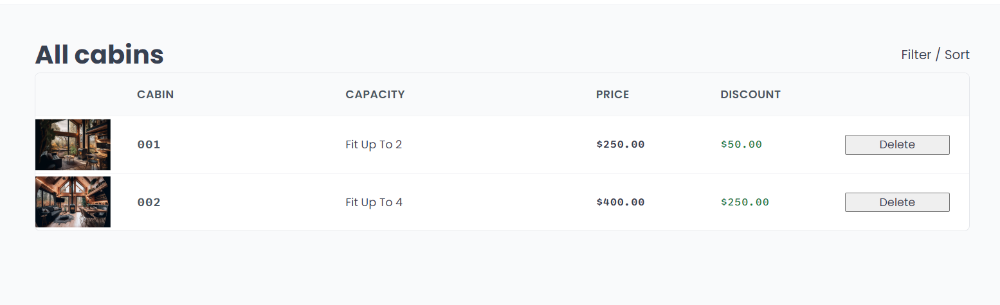 All cabins
Filter / Sort
CABIN CAPACITY PRICE DISCOUNT
001 Fit Up To 2 $250.00 $50.00 Delete
002 Fit Up To 4 $400.00 $250.00 Delete